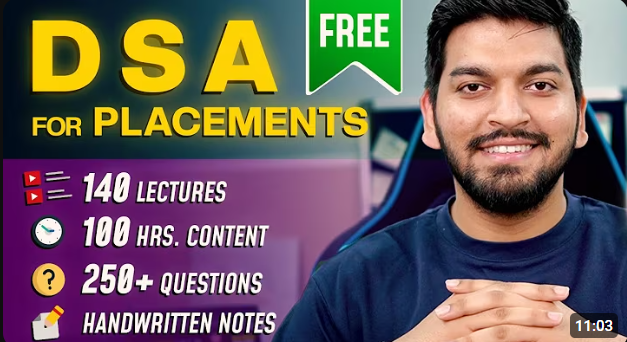 DSA
FREE
FOR PLACEMENTS
140 LECTURES
100 HRS. CONTENT
250+ QUESTIONS
HANDWRITTEN NOTES
11:03